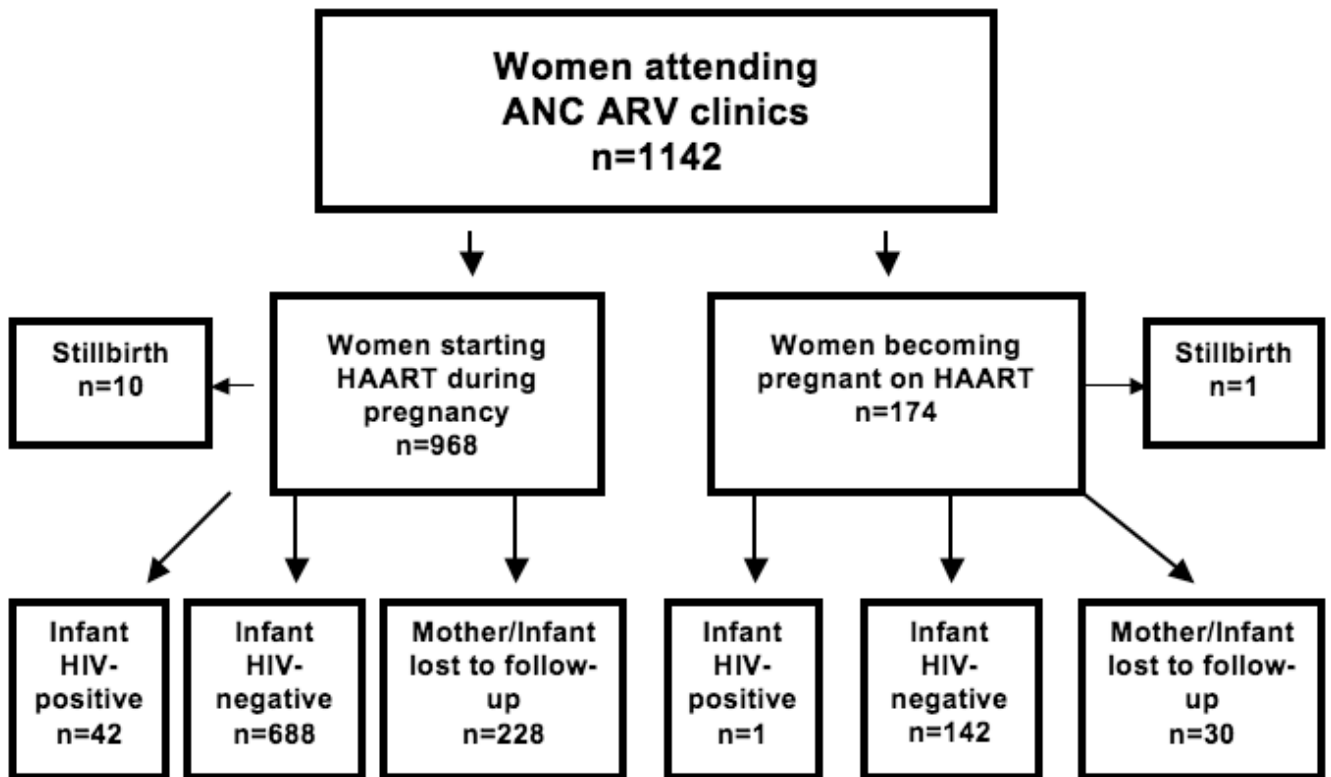 Women attending
ANC ARV clinics
n=1142
Stillbirth
n=10
Women starting
HAART during
pregnancy
n=968
Women becoming
pregnant on HAART
n=174
Stillbirth
n=1
Infant
HIV-
positive
n=42
Infant
HIV-
negative
n=688
Mother/Infant
lost to follow-
up
n=228
Infant
HIV-
positive
n=1
Infant
HIV-
negative
n=142
Mother/Infant
lost to follow-
up
n=30